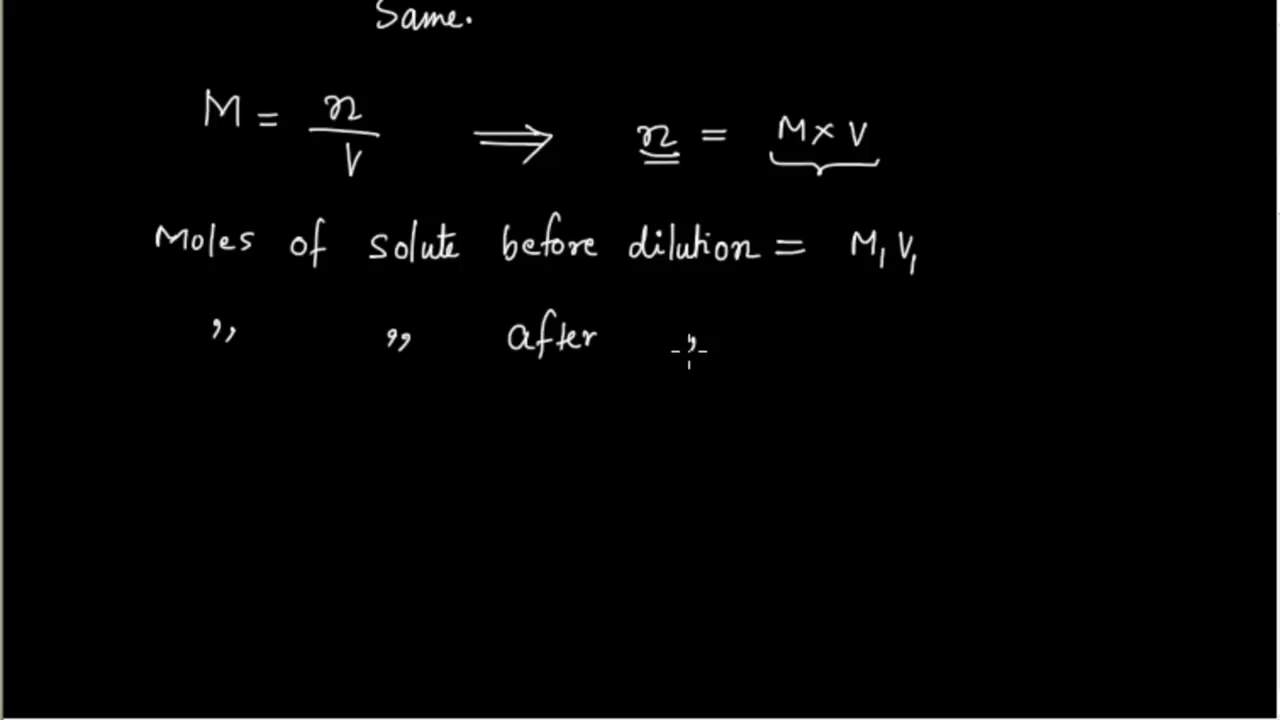 Same.
M = n/V ⟹ n = M × V
Moles of solute before dilution = M₁V₁
,, ,, after ,